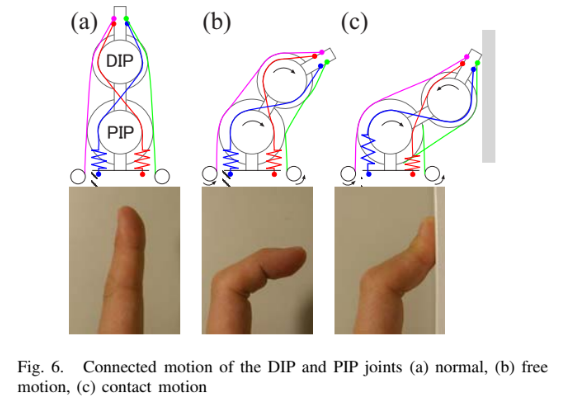 (a) (b) (c)
DIP
PIP
Fig. 6. Connected motion of the DIP and PIP joints (a) normal, (b) free
motion, (c) contact motion